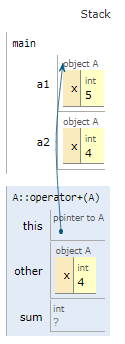 Stack
main
object A
a1
int
x
5
object A
a2
int
x
4
A::operator+(A)
this
pointer to A
object A
other
int
x
4
int
sum
?